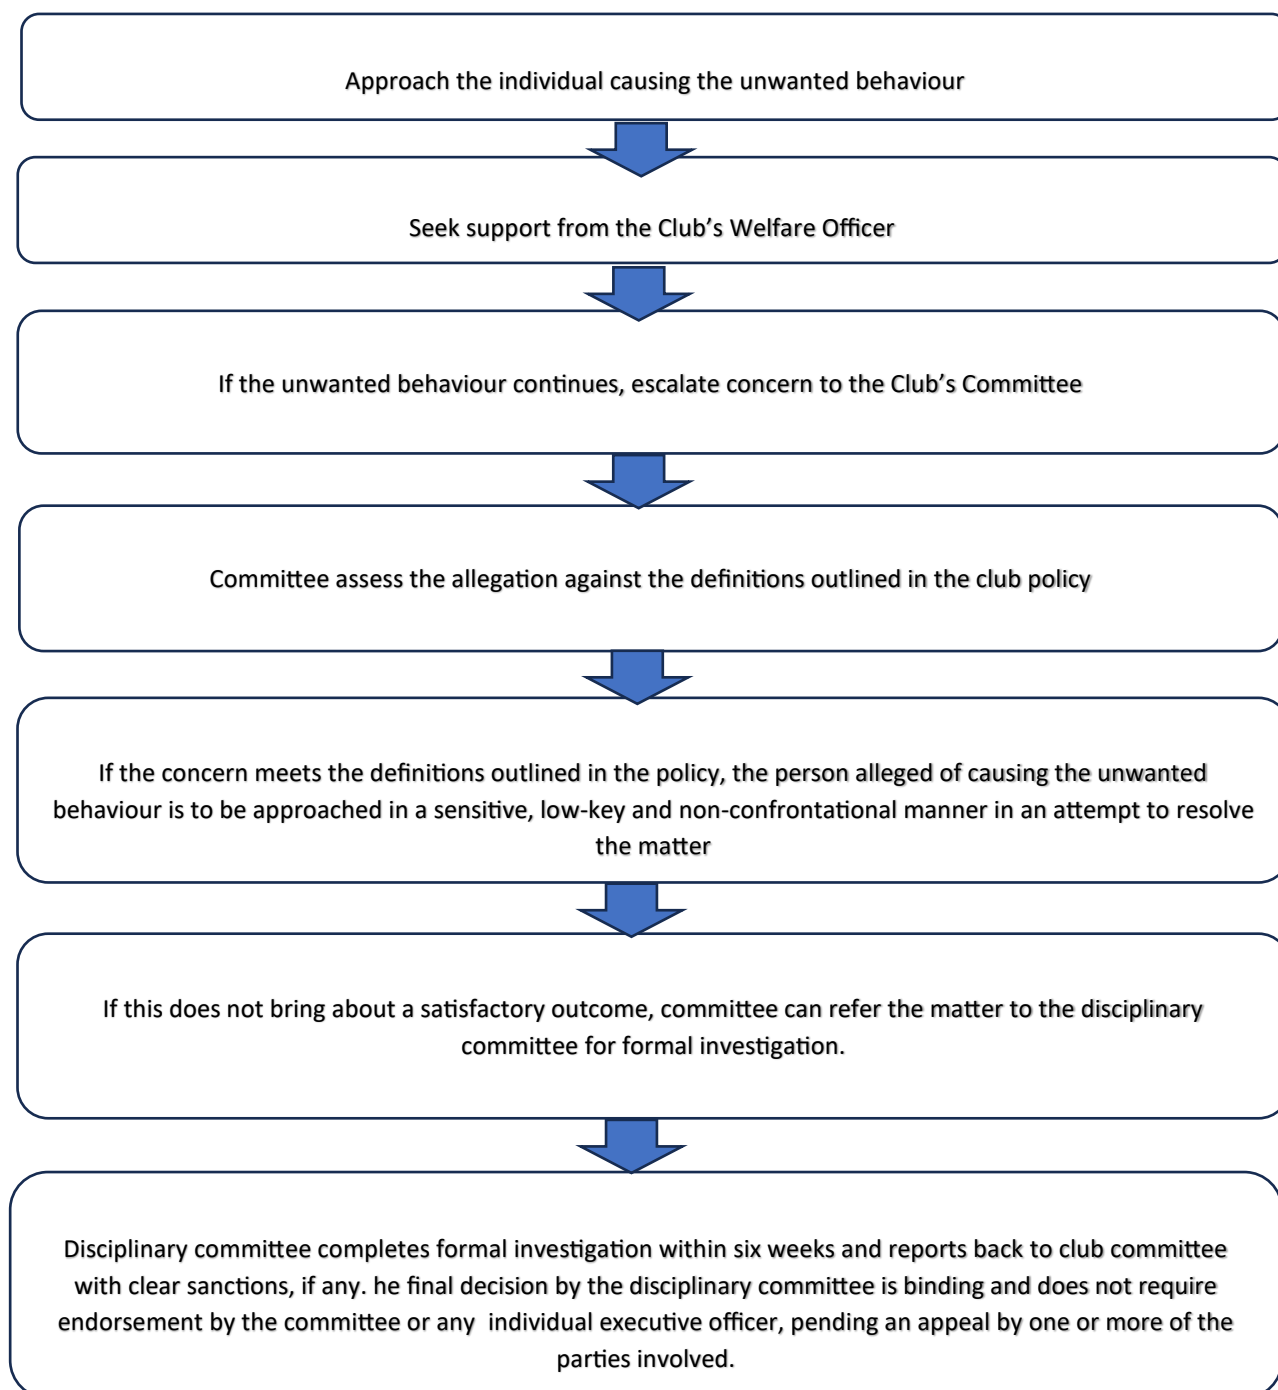 Approach the individual causing the unwanted behaviour
Seek support from the Club’s Welfare Officer
If the unwanted behaviour continues, escalate concern to the Club’s Committee
Committee assess the allegation against the definitions outlined in the club policy
If the concern meets the definitions outlined in the policy, the person alleged of causing the unwanted
behaviour is to be approached in a sensitive, low-key and non-confrontational manner in an attempt to resolve
the matter
If this does not bring about a satisfactory outcome, committee can refer the matter to the disciplinary
committee for formal investigation.
Disciplinary committee completes formal investigation within six weeks and reports back to club committee
with clear sanctions, if any. he final decision by the disciplinary committee is binding and does not require
endorsement by the committee or any  individual executive officer, pending an appeal by one or more of the
parties involved.